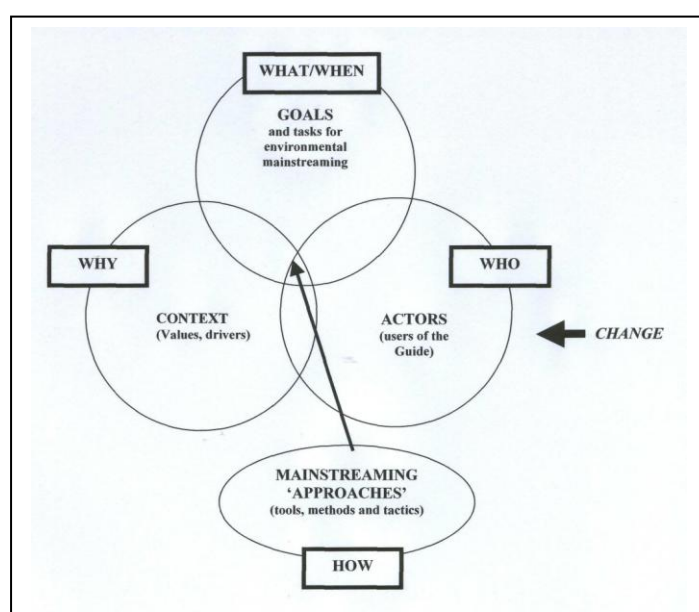 WHAT/WHEN
GOALS
and tasks for
environmental
mainstreaming
WHY
WHO
CONTEXT
(Values, drivers)
ACTORS
(users of the
Guide)
CHANGE
MAINSTREAMING
‘APPROACHES’
(tools, methods and tactics)
HOW